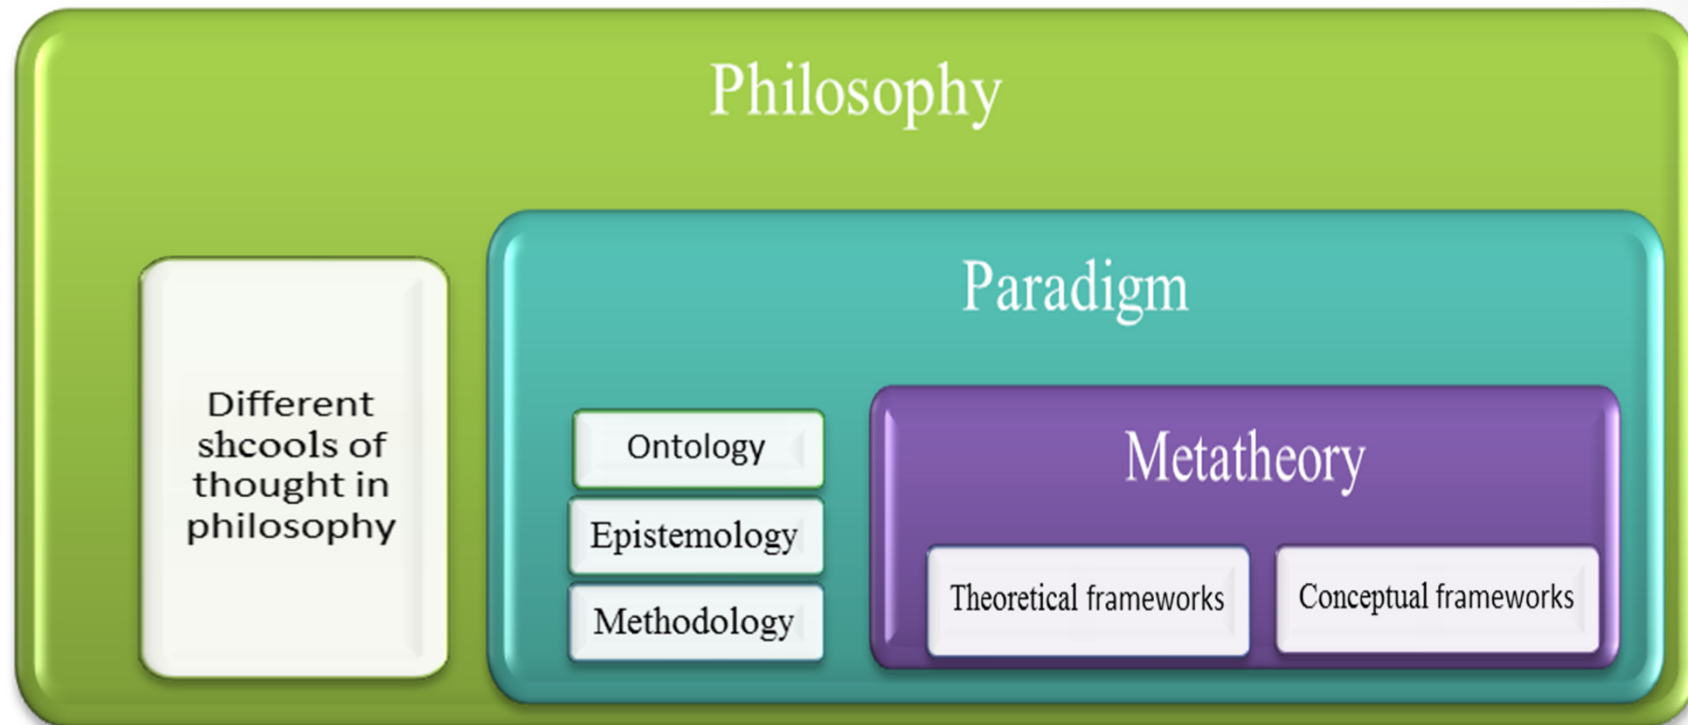 Philosophy
Different
shcools of
thought in
philosophy
Paradigm
Ontology
Epistemology
Methodology
Metatheory
Theoretical frameworks
Conceptual frameworks